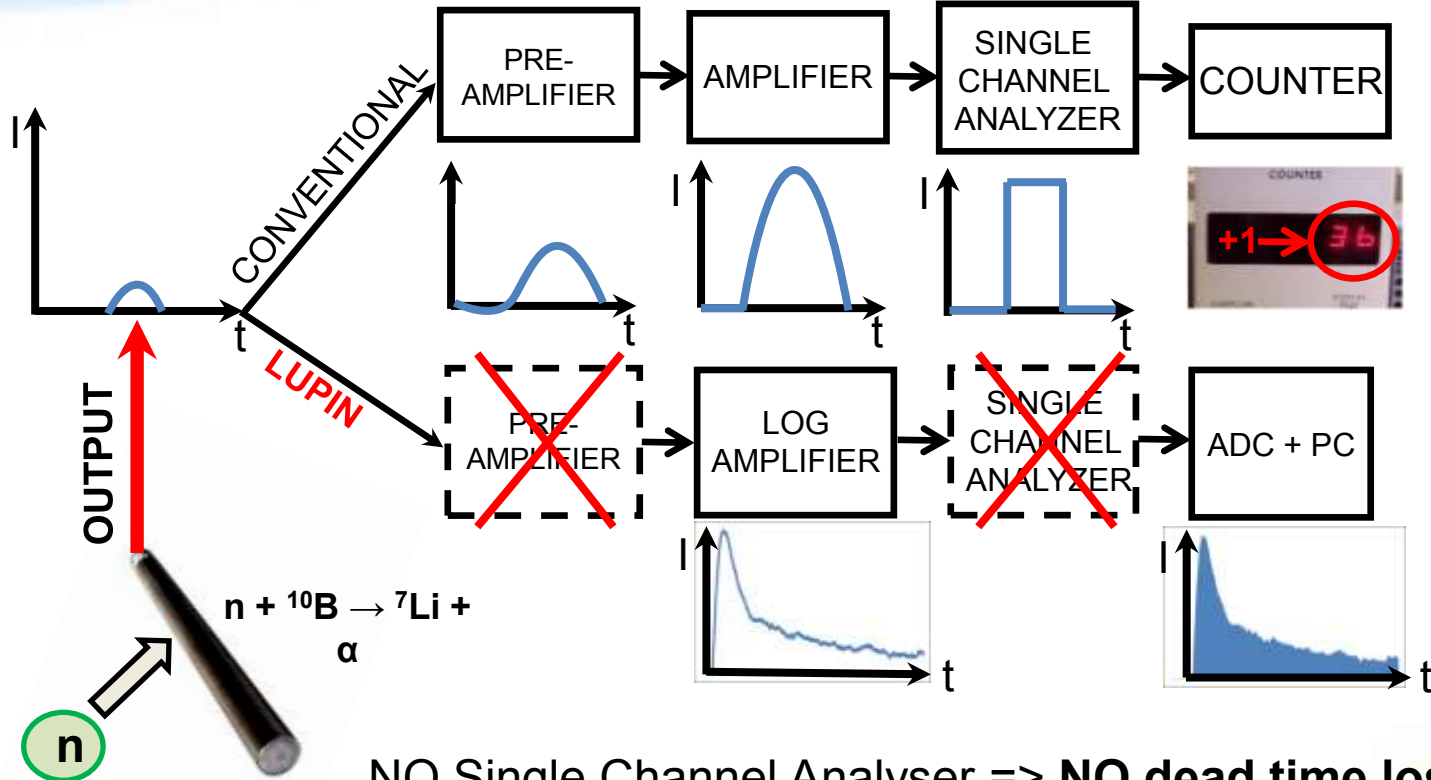 PRE-
AMPLIFIER
AMPLIFIER
SINGLE
CHANNEL
ANALYZER
COUNTER
CONVENTIONAL
I
t
t
I
t
I
t
COUNTER
+1
36
LUPIN
PRE-
AMPLIFIER
LOG
AMPLIFIER
SINGLE
CHANNEL
ANALYZER
ADC + PC
OUTPUT
I
t
I
t
n + ¹⁰B → ⁷Li +
α
n
NO Single Channel Analyser => NO dead time los